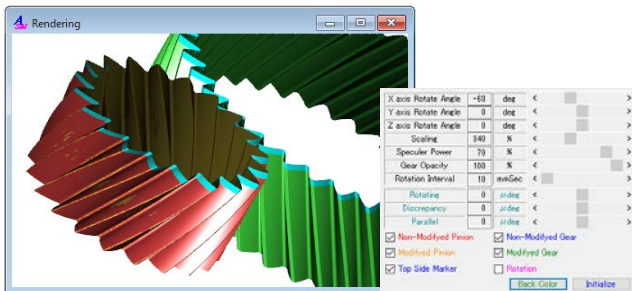 Rendering
X axis Rotate Angle -60 deg < >
Y axis Rotate Angle 0 deg < >
Z axis Rotate Angle 0 deg < >
Scaling 340 % < >
Speculer Power 70 % < >
Gear Opacity 100 % < >
Rotation Interval 10 mmSec < >
Rotating 0 μdeg < >
Discrepancy 0 μdeg < >
Parallel 0 μdeg < >
Non-Modifyed Pinion Non-Modifyed Gear
Modifyed Pinion Modifyed Gear
Top Side Marker Rotation
Back Color Initialize